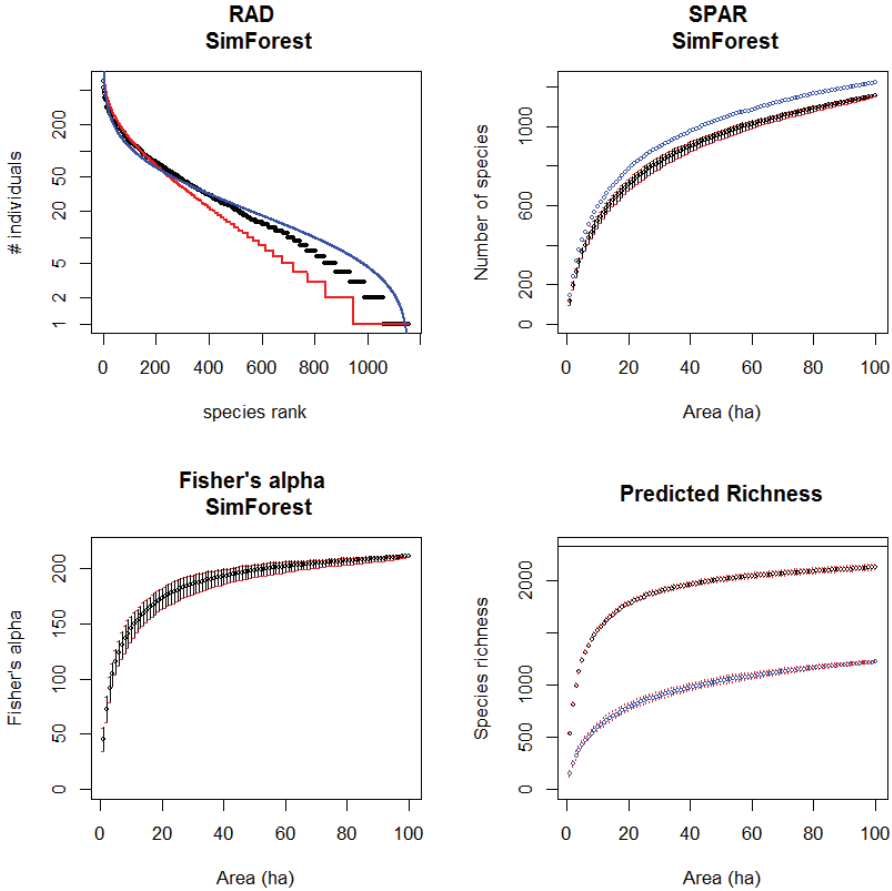 RAD
SimForest
# individuals
200
50
20
5
2
1
0
200
400
600
800
1000
species rank
SPAR
SimForest
Number of species
1000
600
200
0
0
20
40
60
80
100
Area (ha)
Fisher's alpha
SimForest
Fisher's alpha
200
150
100
50
0
0
20
40
60
80
100
Area (ha)
Predicted Richness
Species richness
2000
1000
500
0
0
20
40
60
80
100
Area (ha)